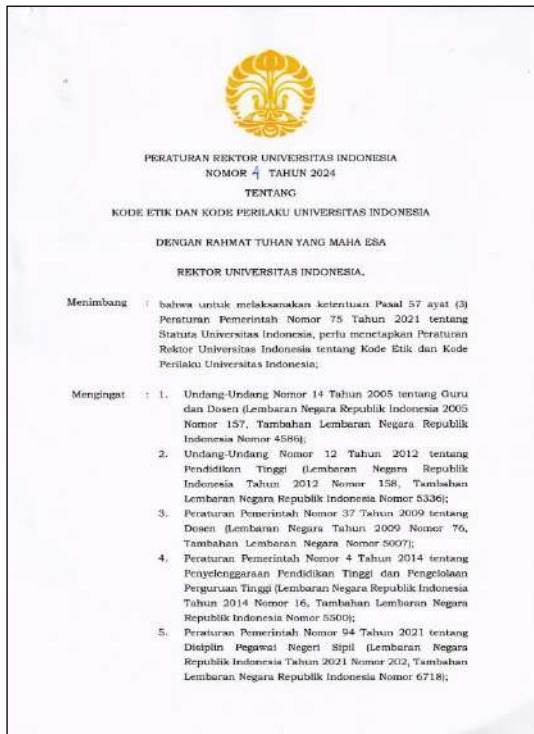 PERATURAN REKTOR UNIVERSITAS INDONESIA
NOMOR 4 TAHUN 2024
TENTANG
KODE ETIK DAN KODE PERILAKU UNIVERSITAS INDONESIA
DENGAN RAHMAT TUHAN YANG MAHA ESA
REKTOR UNIVERSITAS INDONESIA,
Menimbang : bahwa untuk melaksanakan ketentuan Pasal 57 ayat (3)
Peraturan Pemerintah Nomor 75 Tahun 2021 tentang
Statuta Universitas Indonesia, perlu menetapkan Peraturan
Rektor Universitas Indonesia tentang Kode Etik dan Kode
Perilaku Universitas Indonesia;
Mengingat : 1. Undang-Undang Nomor 14 Tahun 2005 tentang Guru
dan Dosen (Lembaran Negara Republik Indonesia 2005
Nomor 157, Tambahan Lembaran Negara Republik
Indonesia Nomor 4586);
2. Undang-Undang Nomor 12 Tahun 2012 tentang
Pendidikan Tinggi (Lembaran Negara Republik
Indonesia Tahun 2012 Nomor 158, Tambahan
Lembaran Negara Republik Indonesia Nomor 5336);
3. Peraturan Pemerintah Nomor 37 Tahun 2009 tentang
Dosen (Lembaran Negara Tahun 2009 Nomor 76,
Tambahan Lembaran Negara Nomor 5007);
4. Peraturan Pemerintah Nomor 4 Tahun 2014 tentang
Penyelenggaraan Pendidikan Tinggi dan Pengelolaan
Perguruan Tinggi (Lembaran Negara Republik Indonesia
Tahun 2014 Nomor 16, Tambahan Lembaran Negara
Republik Indonesia Nomor 5500);
5. Peraturan Pemerintah Nomor 94 Tahun 2021 tentang
Disiplin Pegawai Negeri Sipil (Lembaran Negara
Republik Indonesia Tahun 2021 Nomor 202, Tambahan
Lembaran Negara Republik Indonesia Nomor 6718);